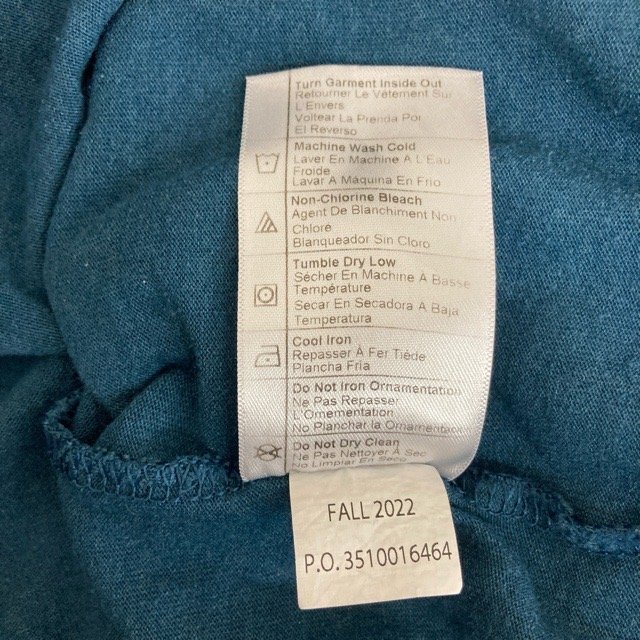 Turn Garment Inside Out
Retourner Le Vêtement Sur
L'Envers
Voltear La Prenda Por
El Reverso
Machine Wash Cold
Laver En Machine À L Eau
Froide
Lavar A Máquina En Frio
Non-Chlorine Bleach
Agent De Blanchiment Non
Chlore
Blanqueador Sin Cloro
Tumble Dry Low
Sécher En Machine À Basse
Température
Secar En Secadora A Baja
Temperatura
Cool Iron
Repasser À Fer Tiède
Plancha Fria
Do Not Iron Ornamentation
Ne Pas Repasser
L'Ornementation
No Planchar la Ornamentación
Do Not Dry Clean
Ne Pas Nettoyer À Sec
No Limpiar En Seco
FALL 2022
P.O. 3510016464